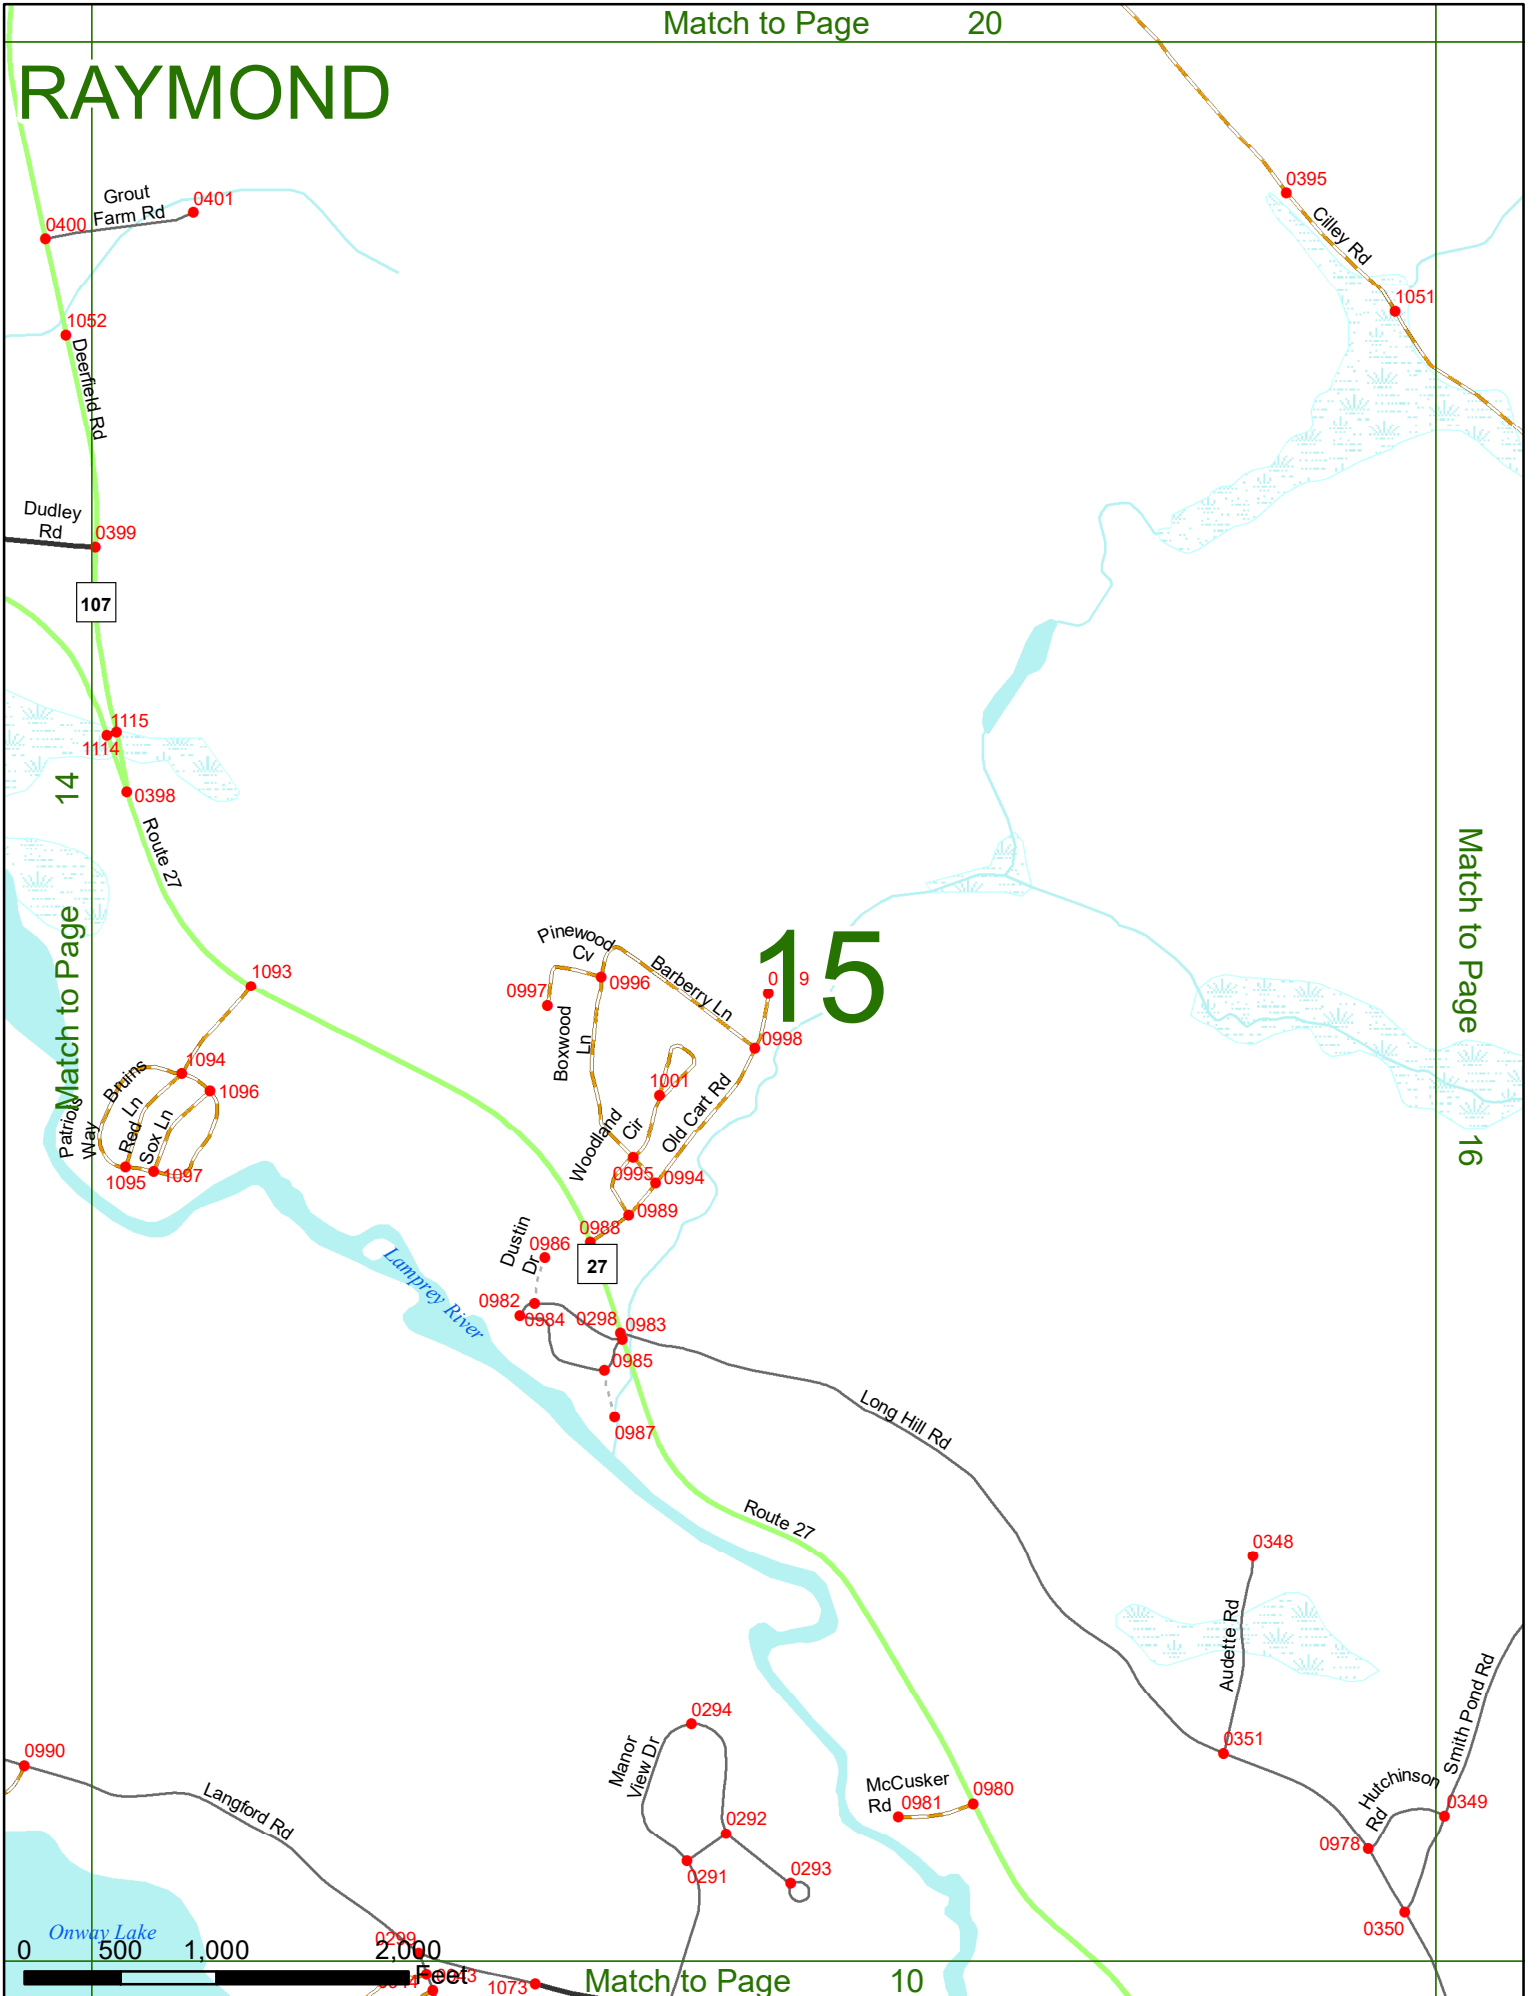 Match to Page 20
RAYMOND
Grout
Farm Rd
0401
0400
0395
Cilley Rd
1051
1052
Deerfield Rd
Dudley
Rd
0399
107
1115
1114
0398
14
Match to Page
Route 27
Match to Page
16
1093
Pinewood
Cv
0996
0997
Barberry Ln
15
0998
Boxwood
Ln
1001
Woodland
Cir
Old Cart Rd
0995
0994
0989
0988
1094
1096
Bruins
Patriots
Way
Red
Ln
Sox Ln
1095
1097
Dustin
Dr
0986
27
0982
0984
0298
0983
0985
0987
Lamprey River
Long Hill Rd
Route 27
0348
Audette Rd
0351
Smith Pond Rd
Hutchinson
Rd
0349
0978
0350
0294
Manor
View Dr
0292
0291
0293
McCusker
Rd
0981
0980
0990
Langford Rd
Onway Lake
0299
0 500 1,000 2,000
Feet
1073
Match to Page 10